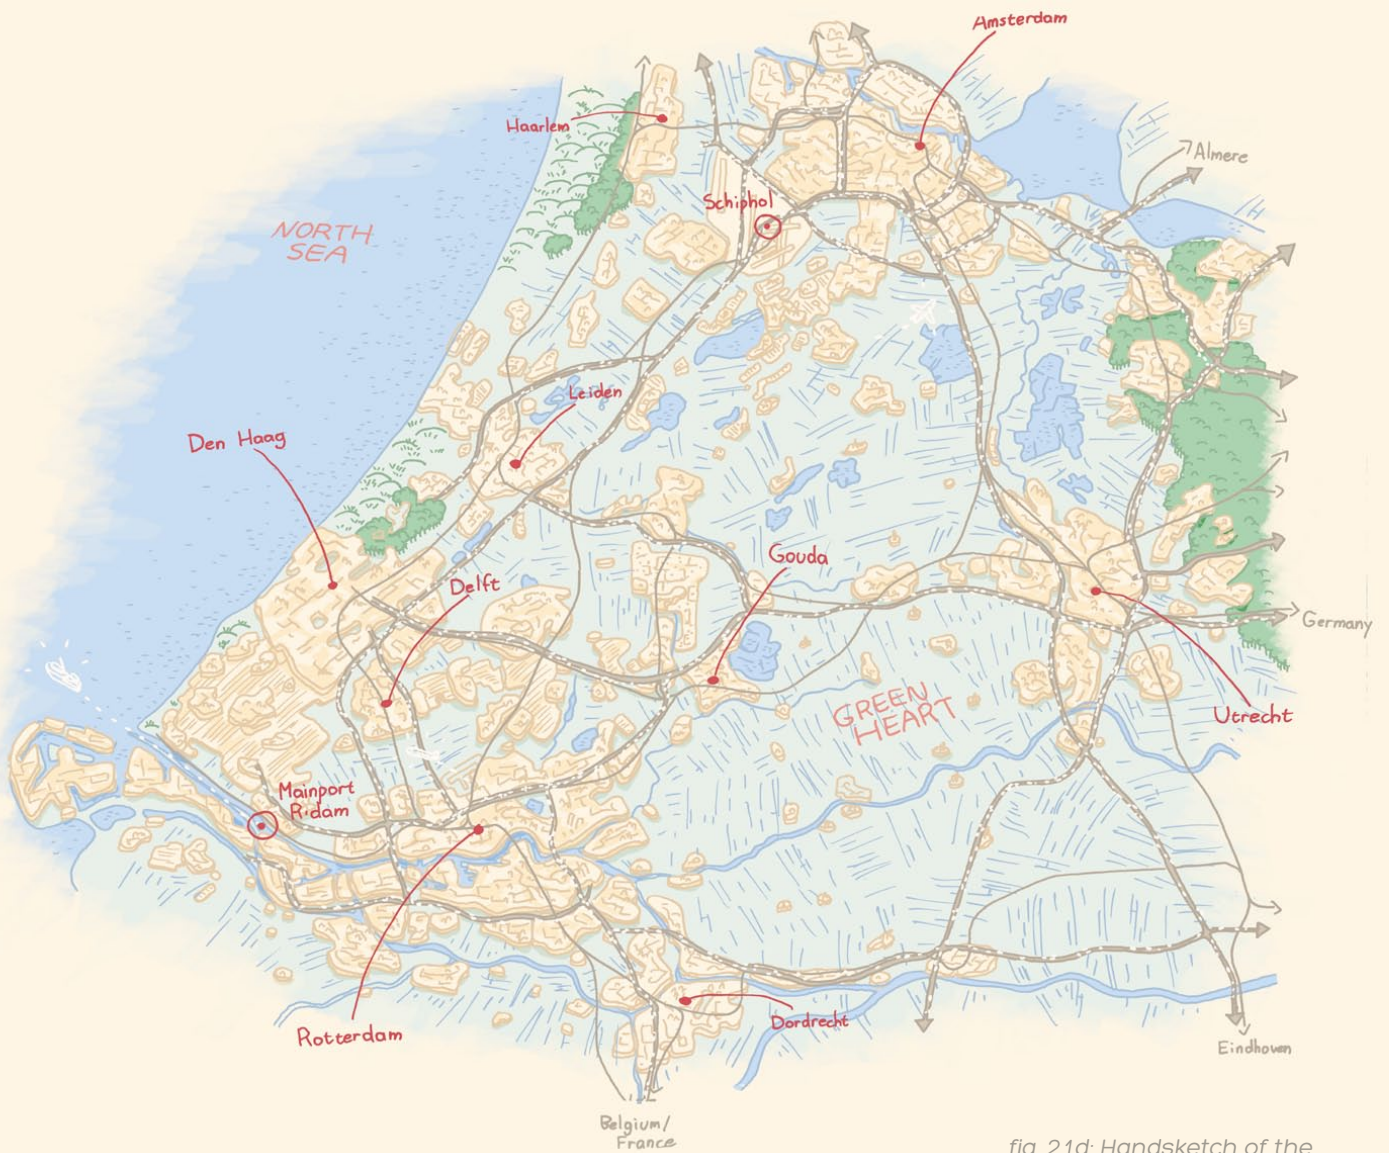 Amsterdam
Haarlem
Almere
Schiphol
NORTH
SEA
Leiden
Den Haag
Gouda
Delft
Germany
GREEN
HEART
Utrecht
Mainport
R'dam
Rotterdam
Dordrecht
Eindhoven
Belgium/
France
fig. 21d: Handsketch of the